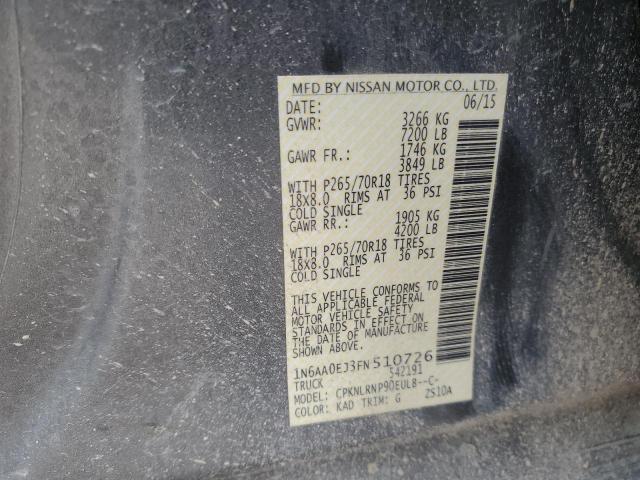 MFD BY NISSAN MOTOR CO., LTD.
DATE: 06/15
GVWR: 3266 KG
7200 LB
GAWR FR.: 1746 KG
3849 LB
WITH P265/70R18 TIRES
18X8.0 RIMS AT 36 PSI
COLD SINGLE
GAWR RR.: 1905 KG
4200 LB
WITH P265/70R18 TIRES
18X8.0 RIMS AT 36 PSI
COLD SINGLE
THIS VEHICLE CONFORMS TO
ALL APPLICABLE FEDERAL
MOTOR VEHICLE SAFETY
STANDARDS IN EFFECT ON
THE DATE OF MANUFACTURE
SHOWN ABOVE.
1N6AA0EJ3FN510726
TRUCK 542191
MODEL: CPKNLRNP90EUL8--C-
COLOR: KAD TRIM: G ZS10A